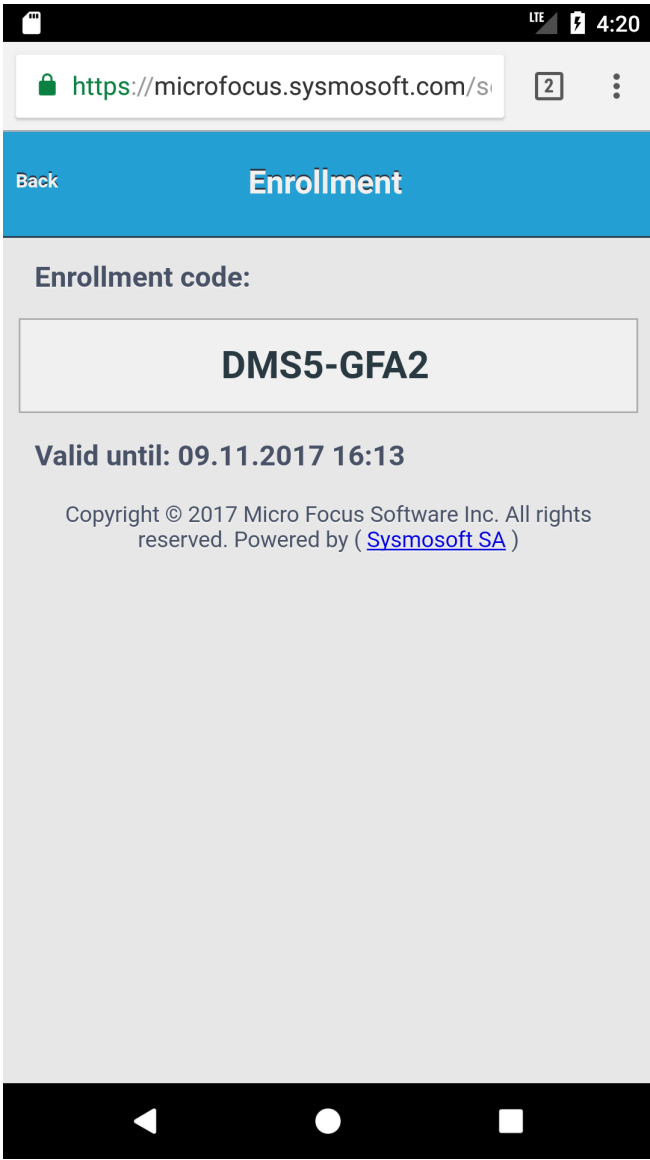 LTE 4:20
https://microfocus.sysmosoft.com/s
2
Back Enrollment
Enrollment code:
DMS5-GFA2
Valid until: 09.11.2017 16:13
Copyright © 2017 Micro Focus Software Inc. All rights
reserved. Powered by ( Sysmosoft SA )